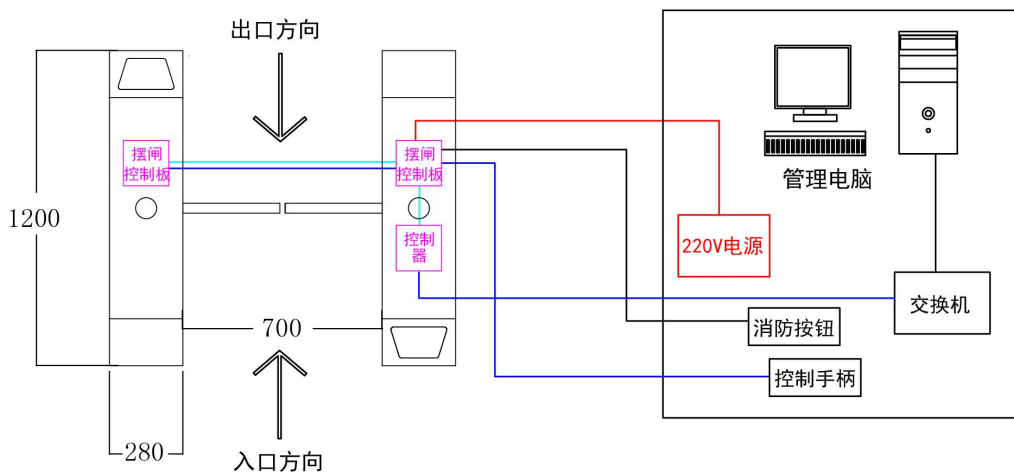 出口方向
摆闸
控制板
摆闸
控制板
管理电脑
1200
控制
器
220V电源
交换机
700
消防按钮
控制手柄
280
入口方向